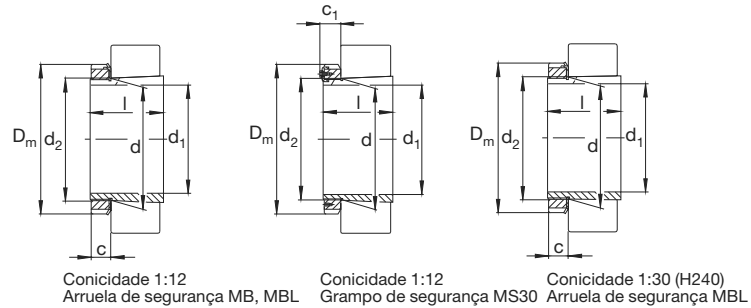 c₁
l
l
l
Dₘ d₂ d d₁
Dₘ d₂ d d₁
Dₘ d₂ d d₁
c
c
Conicidade 1:12
Arruela de segurança MB, MBL
Conicidade 1:12
Grampo de segurança MS30
Conicidade 1:30 (H240)
Arruela de segurança MBL